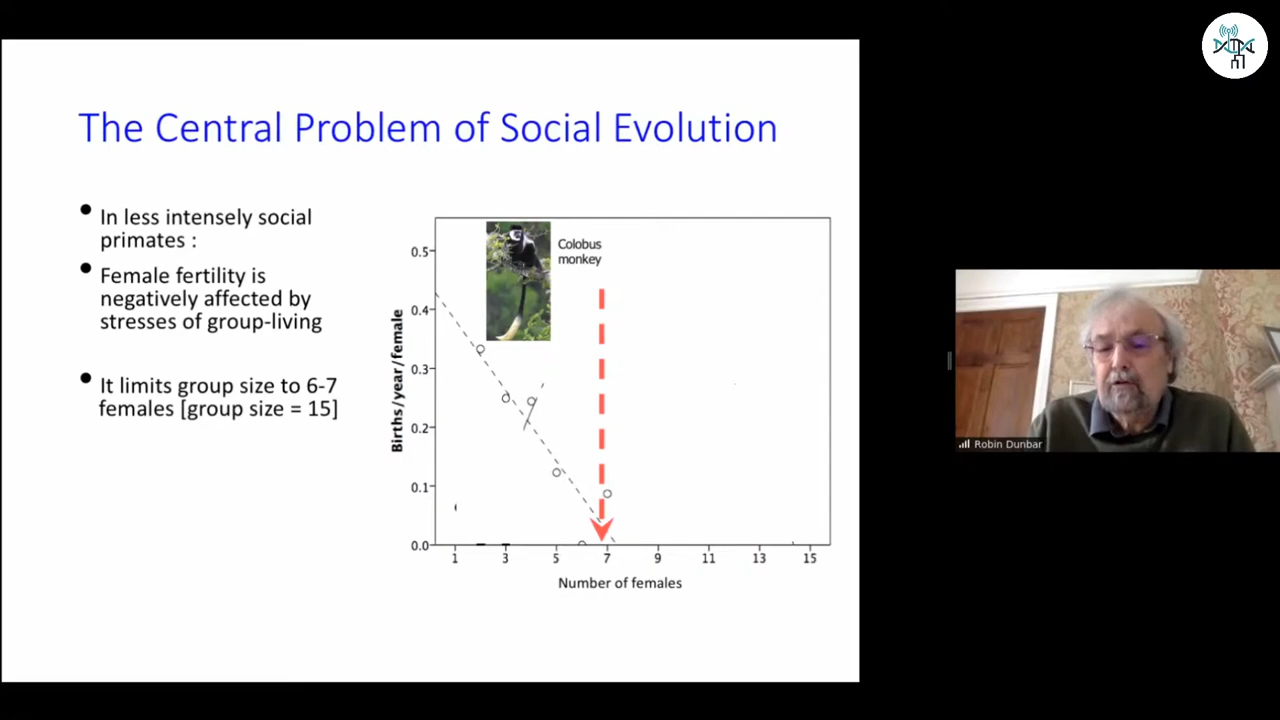 The Central Problem of Social Evolution
• In less intensely social
primates :
• Female fertility is
negatively affected by
stresses of group-living
• It limits group size to 6-7
females [group size = 15]
Colobus
monkey
Births/year/female
0.5
0.4
0.3
0.2
0.1
0.0
1 3 5 7 9 11 13 15
Number of females
Robin Dunbar